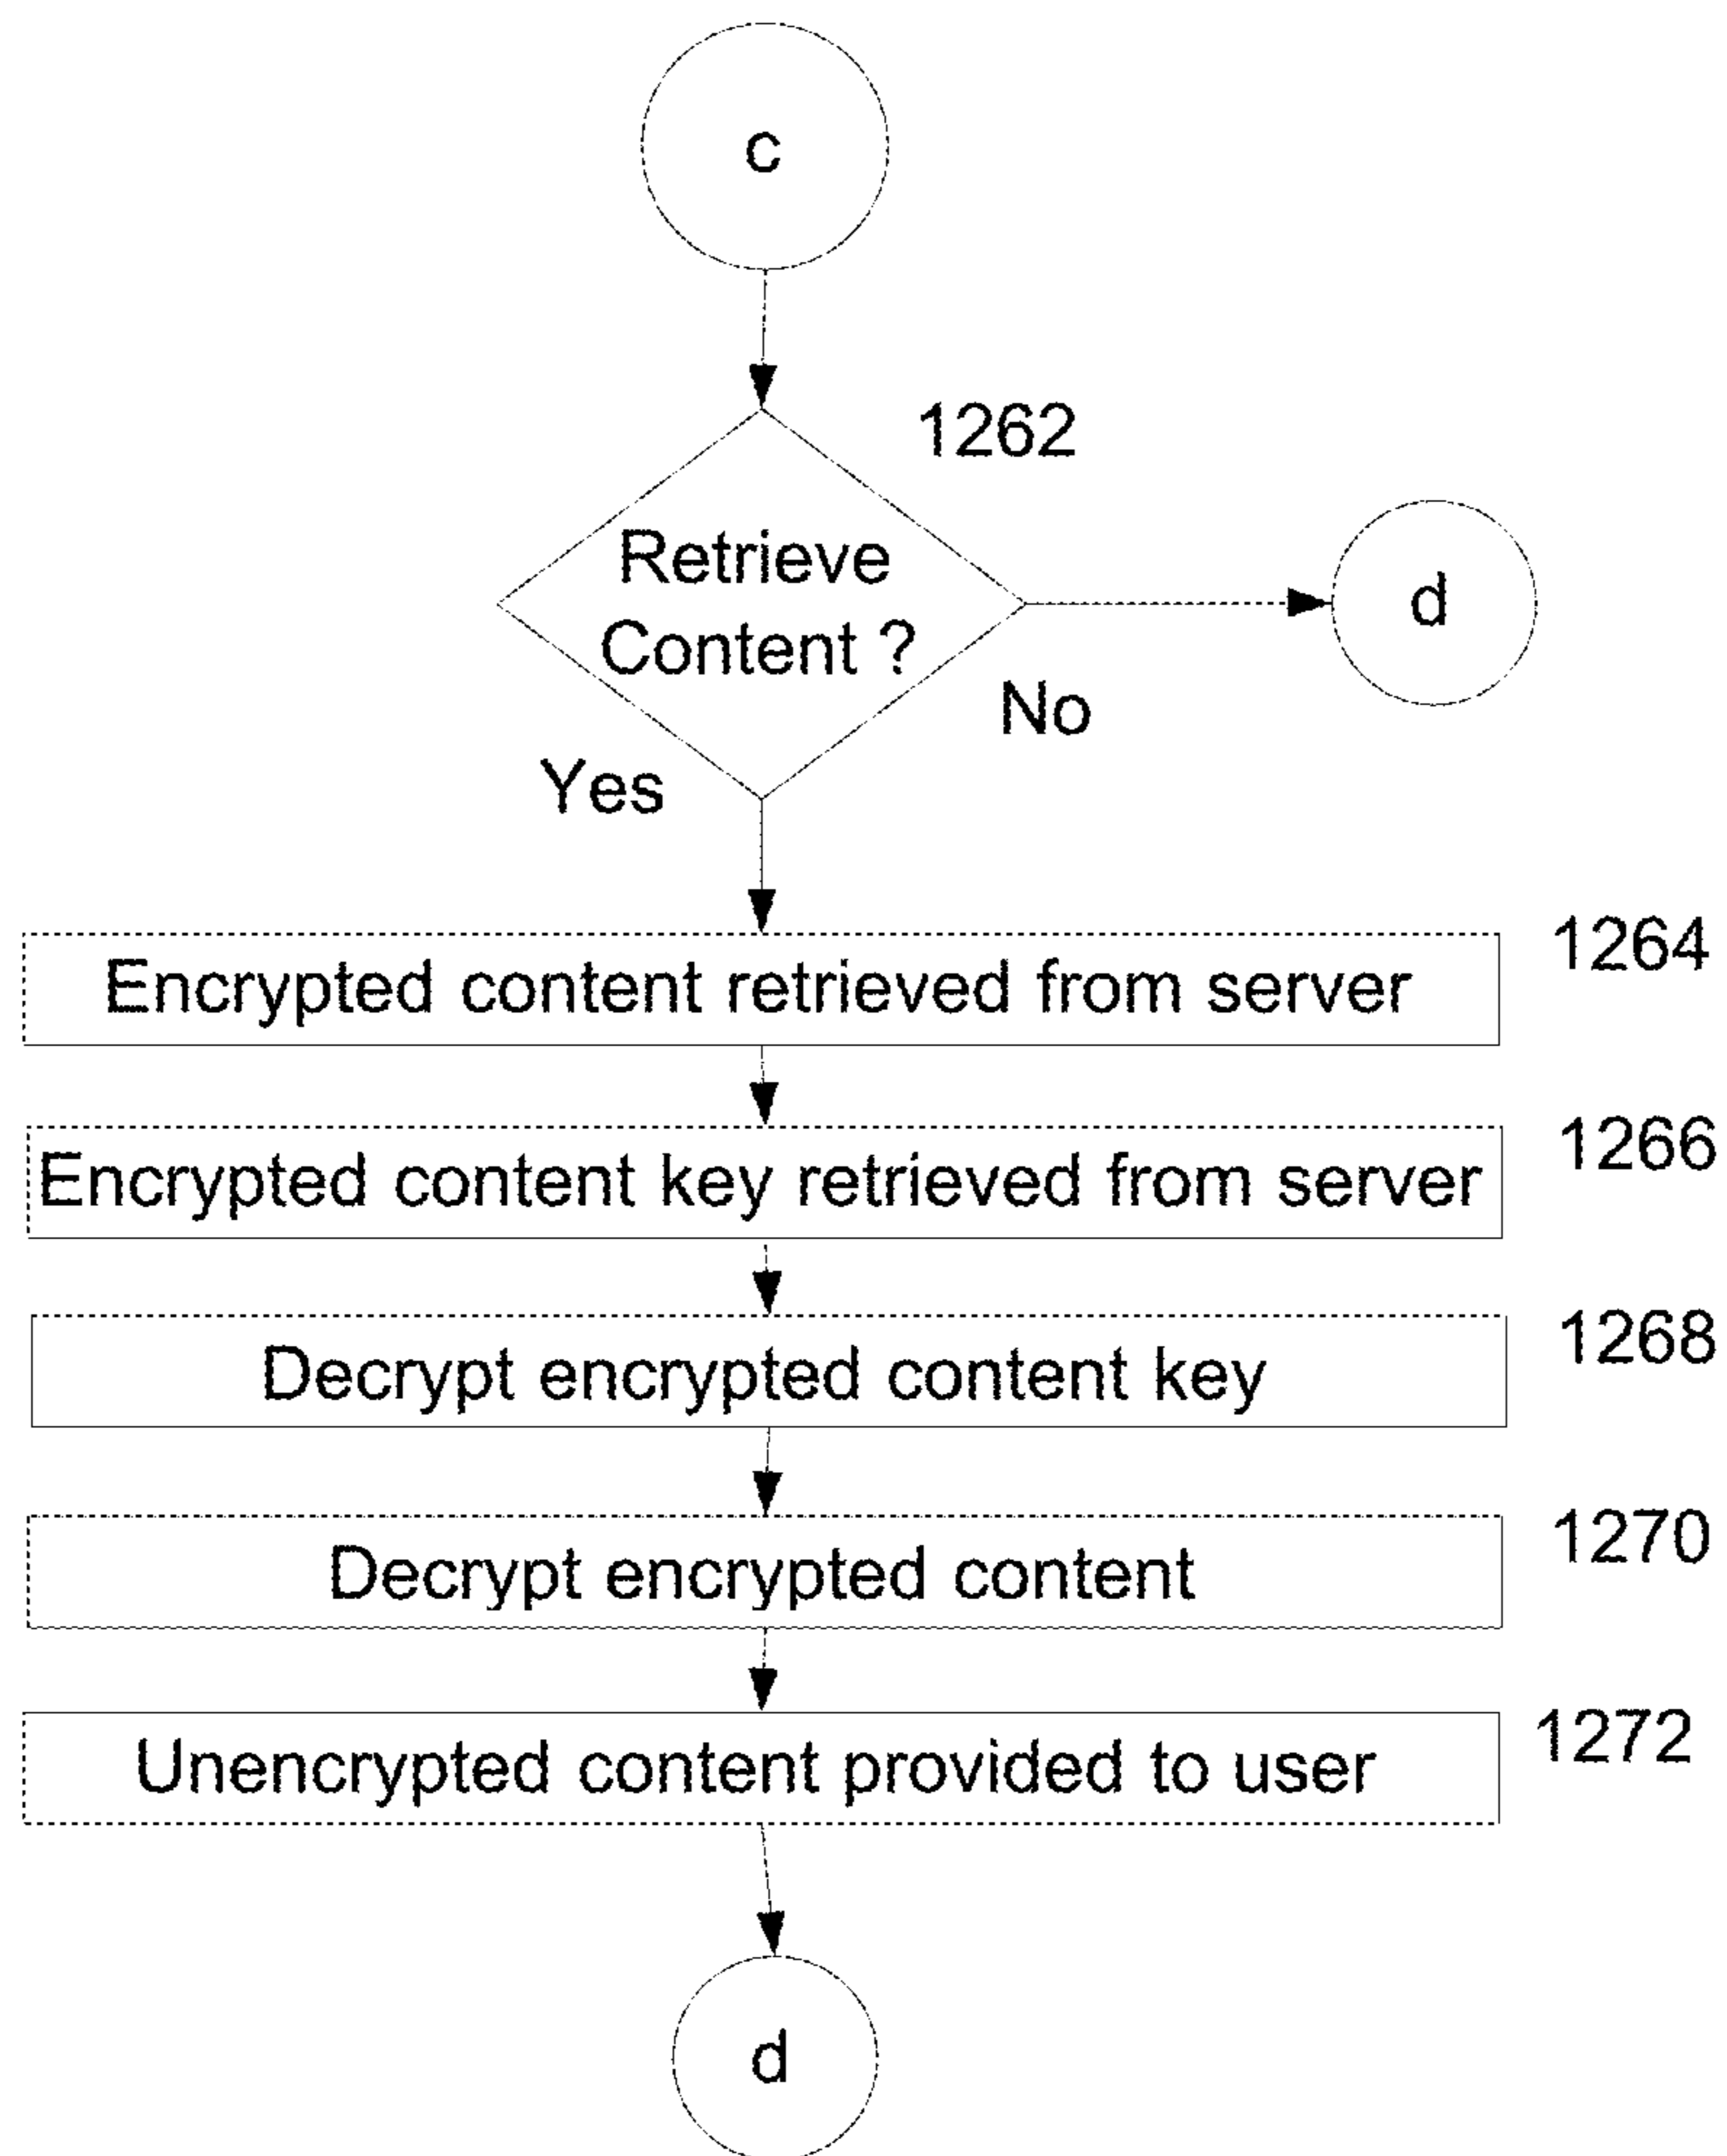 c
1262
Retrieve
Content ?
d
No
Yes
Encrypted content retrieved from server
1264
Encrypted content key retrieved from server
1266
Decrypt encrypted content key
1268
Decrypt encrypted content
1270
Unencrypted content provided to user
1272
d